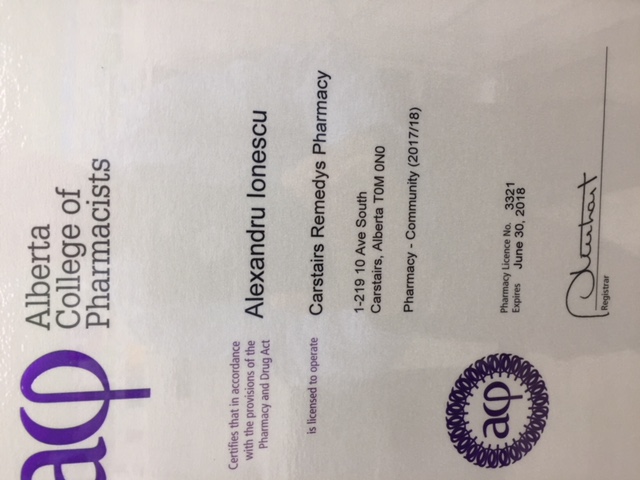 acp
Alberta
College of
Pharmacists
Certifies that in accordance
with the provisions of the
Pharmacy and Drug Act
Alexandru Ionescu
is licensed to operate
Carstairs Remedys Pharmacy
1-219 10 Ave South
Carstairs, Alberta T0M 0N0
Pharmacy - Community (2017/18)
acp
Pharmacy Licence No. 3321
Expires June 30, 2018
Registrar